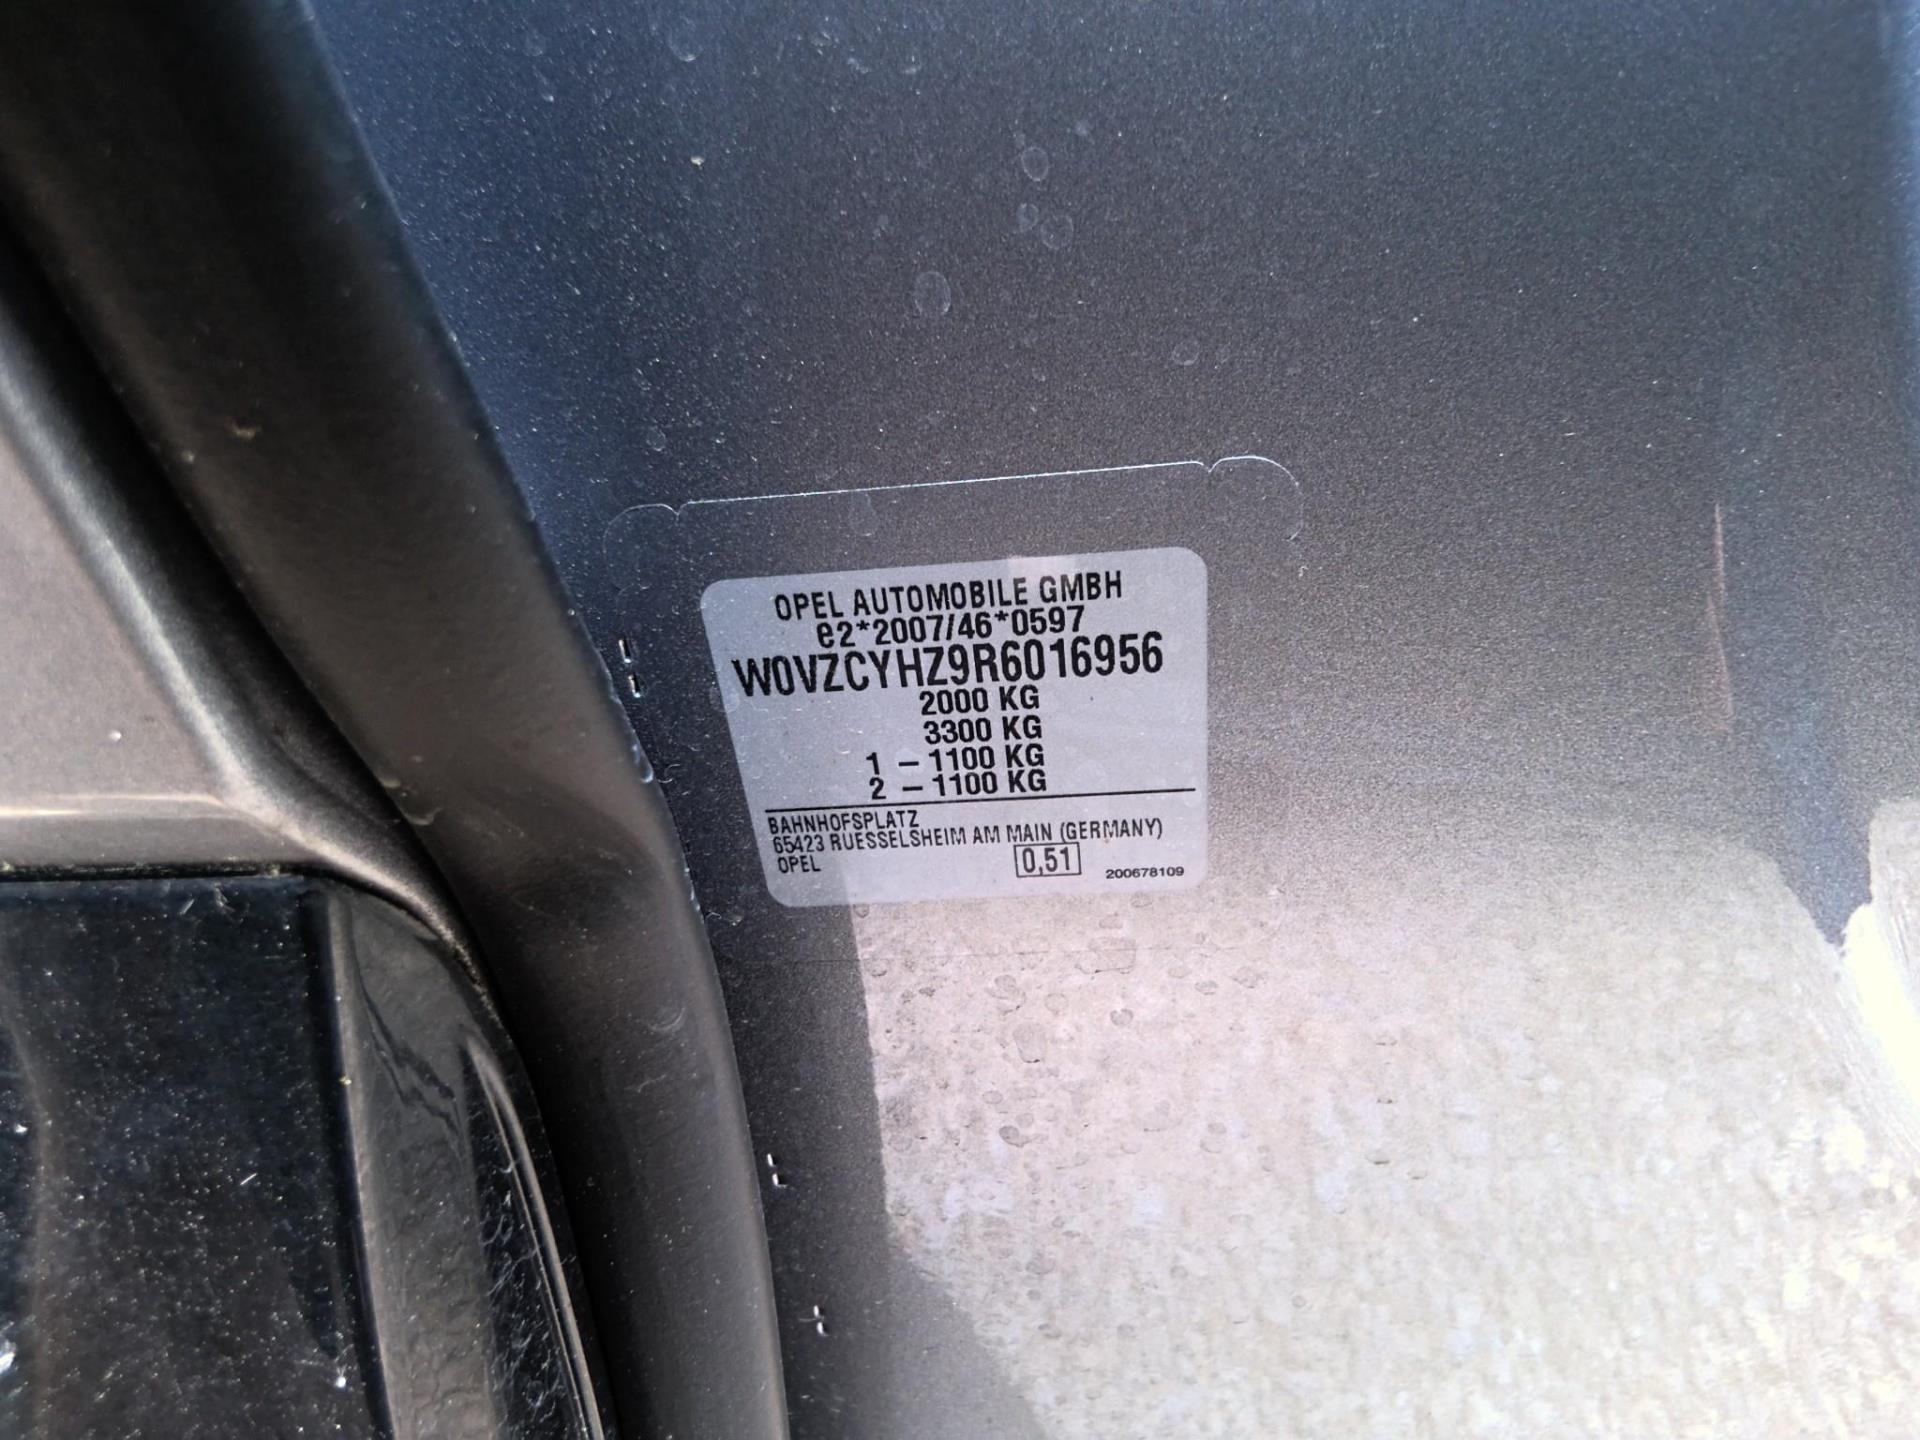 OPEL AUTOMOBILE GMBH
e2*2007/46*0597
W0VZCYHZ9R6016956
2000 KG
3300 KG
1 – 1100 KG
2 – 1100 KG
BAHNHOFSPLATZ
65423 RUESSELSHEIM AM MAIN (GERMANY)
OPEL 0,51 200678109